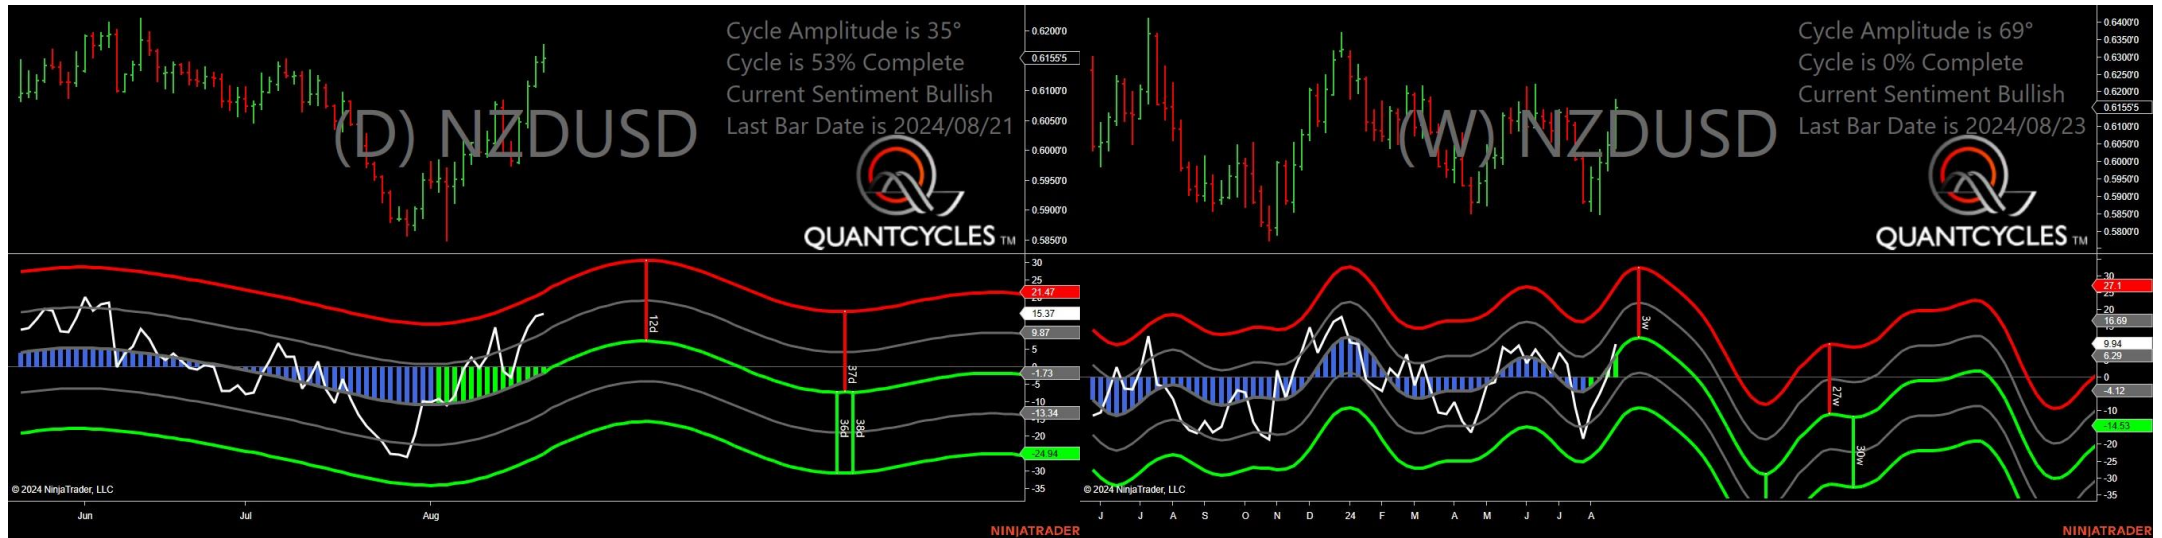 Cycle Amplitude is 35°
Cycle is 53% Complete
Current Sentiment Bullish
Last Bar Date is 2024/08/21
(D) NZDUSD
QUANTCYCLES TM
0.6200'0
0.6155'5
0.6100'0
0.6050'0
0.6000'0
0.5950'0
0.5900'0
0.5850'0
30
25
21.47
15.37
9.87
5
0
-1.73
-5
-10
-13.34
-15
-20
-24.94
-30
-35
12d
37d
36d
38d
© 2024 NinjaTrader, LLC
Jun
Jul
Aug
NINJATRADER
Cycle Amplitude is 69°
Cycle is 0% Complete
Current Sentiment Bullish
Last Bar Date is 2024/08/23
(W) NZDUSD
QUANTCYCLES TM
0.6400'0
0.6350'0
0.6300'0
0.6250'0
0.6200'0
0.6155'5
0.6100'0
0.6050'0
0.6000'0
0.5950'0
0.5900'0
0.5850'0
0.5800'0
30
27.1
25
20
16.69
9.94
6.29
0
-4.12
-10
-14.53
-20
-25
-30
-35
3w
27w
30w
© 2024 NinjaTrader, LLC
J
J
A
S
O
N
D
24
F
M
A
M
J
J
A
NINJATRADER